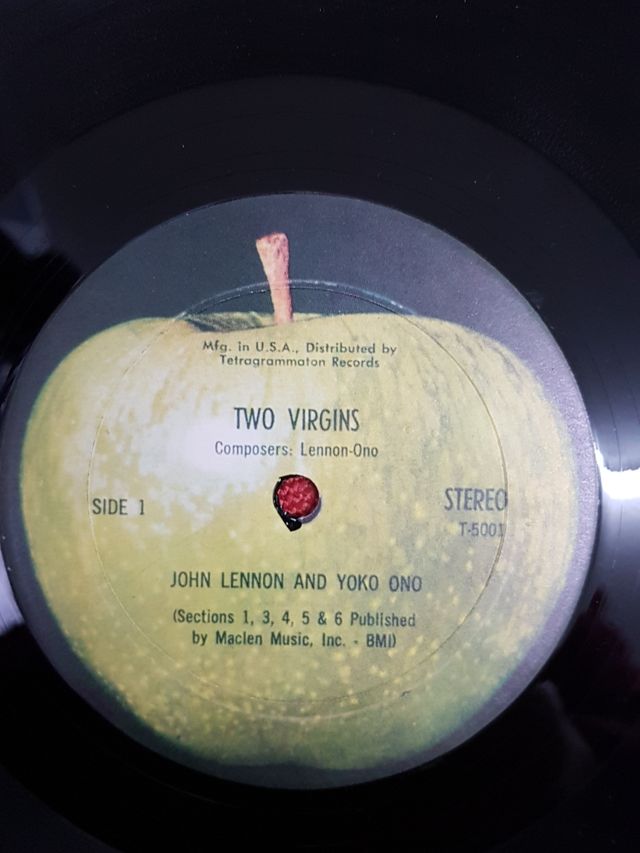 Mfg. in U.S.A., Distributed by
Tetragrammaton Records
TWO VIRGINS
Composers: Lennon-Ono
SIDE 1
STEREO
T-5001
JOHN LENNON AND YOKO ONO
(Sections 1, 3, 4, 5 & 6 Published
by Maclen Music, Inc. - BMI)